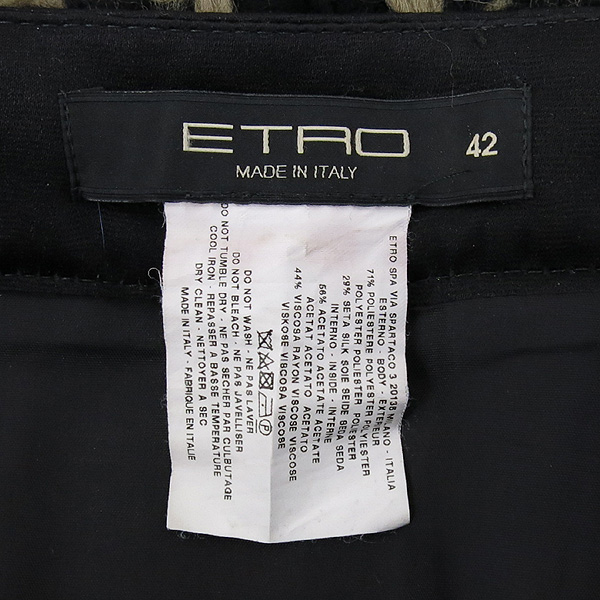 ETRO
42
MADE IN ITALY
ETRO SPA VIA SPARTACO 3 20135 MILANO - ITALIA
ESTERNO - BODY - EXTERIEUR
71% POLIESTERE POLYESTER POLYESTER
POLYESTER POLIESTER POLYESTER
29% SETA SILK SOIE SEIDE SEDA SEDA
INTERNO - INSIDE - INTERNE
56% ACETATO ACETATE ACETATE
ACETAT ACETATO ACETATO
44% VISCOSA RAYON VISCOSE VISCOSE
VISKOSE VISCOSA VISCOSE
DO NOT WASH - NE PAS LAVER
DO NOT BLEACH - NE PAS JAVELLISER
DO NOT TUMBLE DRY - NE PAS SECHER PAR CULBUTAGE
COOL IRON - REPASSER A BASSE TEMPERATURE
DRY CLEAN - NETTOYER A SEC
MADE IN ITALY - FABRIQUE EN ITALIE